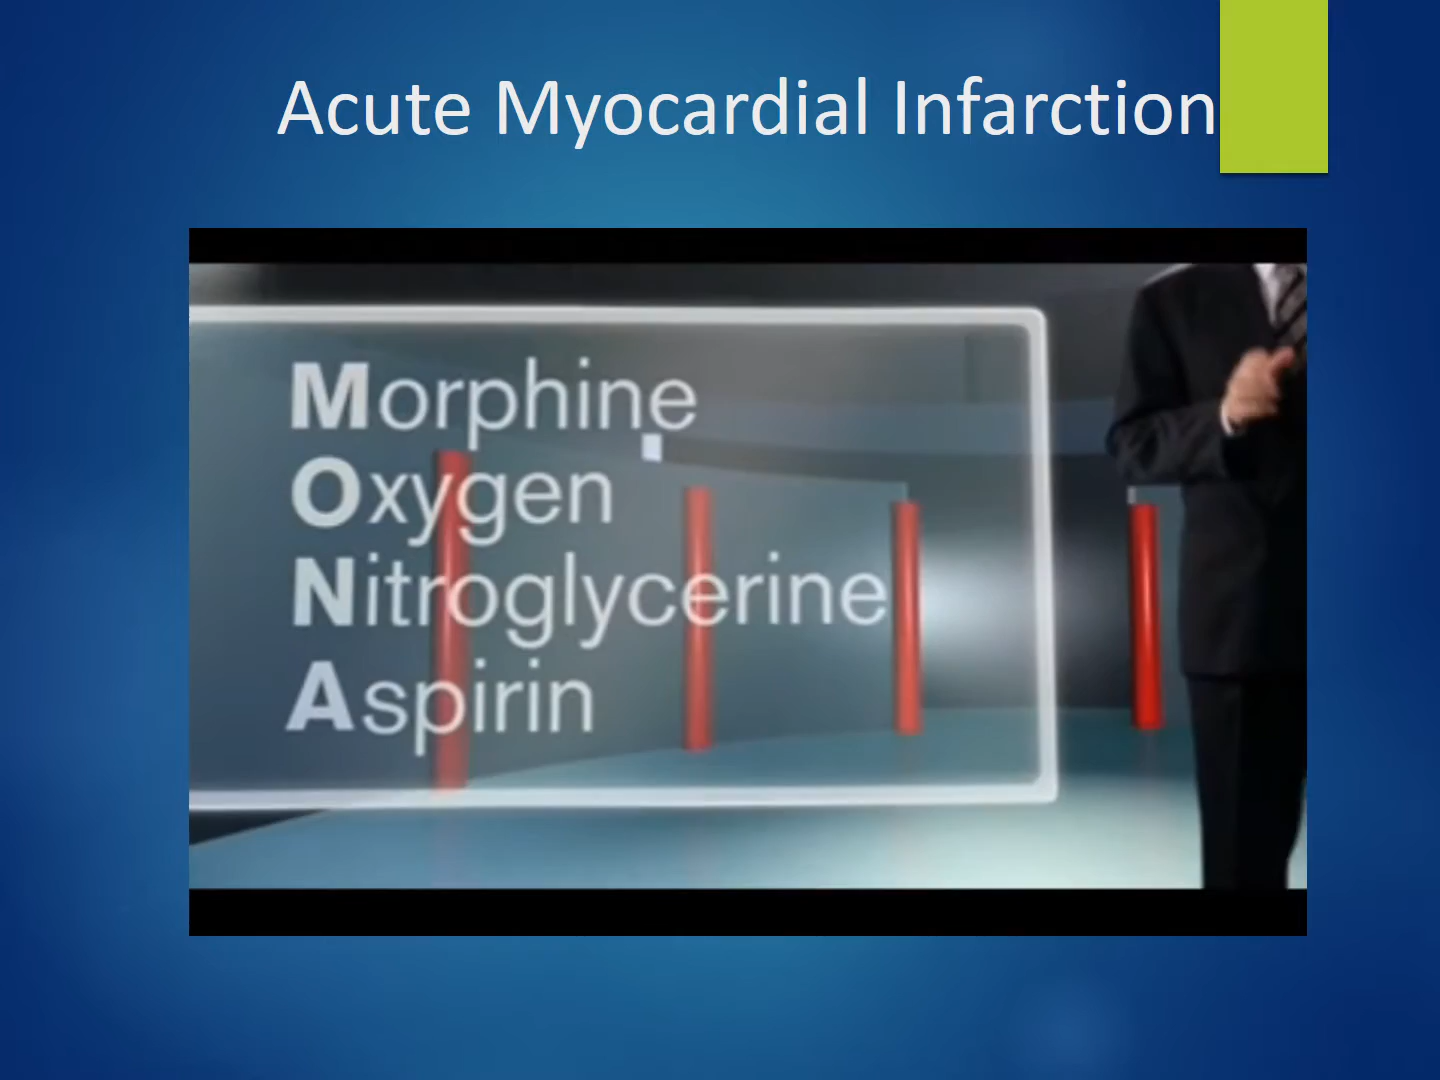 Acute Myocardial Infarction
Morphine
Oxygen
Nitroglycerine
Aspirin